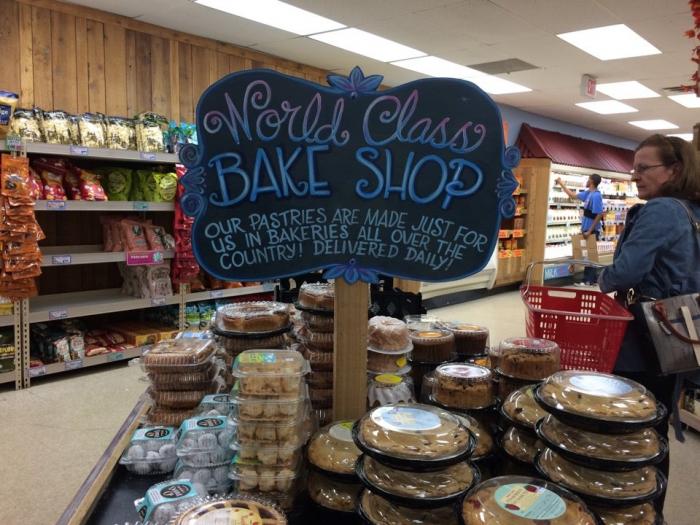 World Class
BAKE SHOP
OUR PASTRIES ARE MADE JUST FOR
US IN BAKERIES ALL OVER THE
COUNTRY! DELIVERED DAILY!
MILK